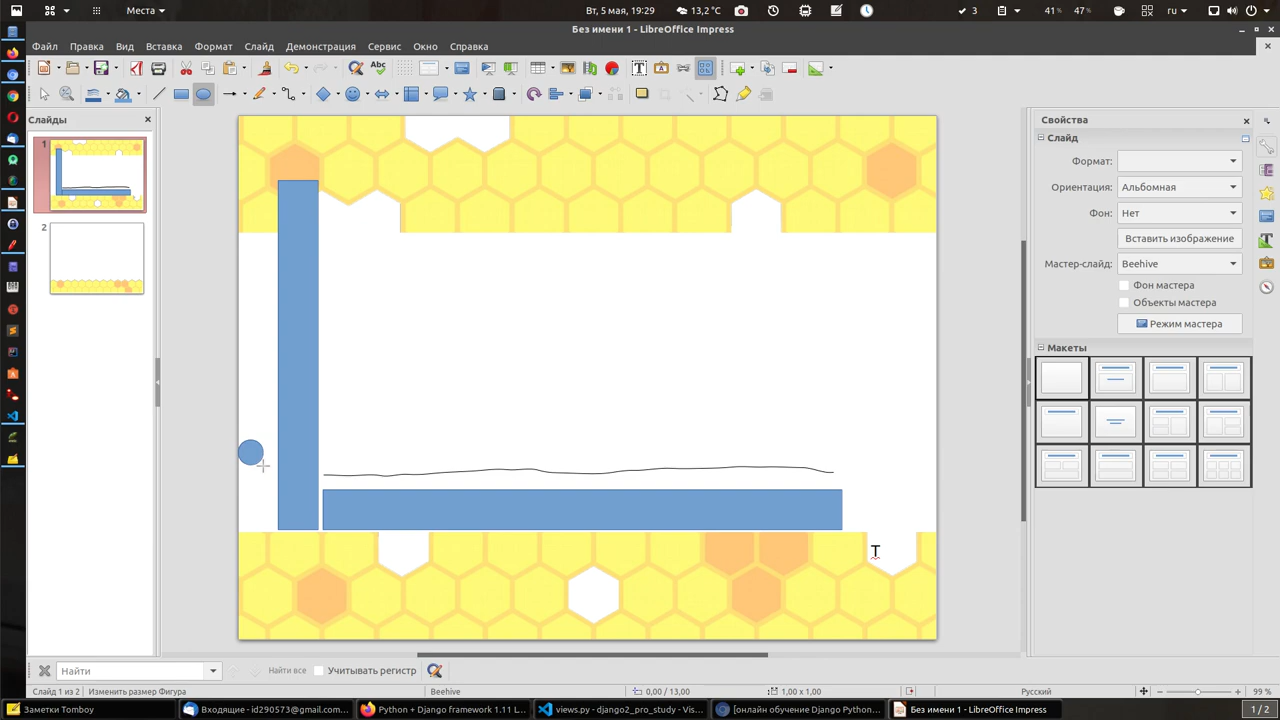 Места
Вт, 5 мая, 19:29
13,2 °C
3
41 %
47 %
ru
Без имени 1 - LibreOffice Impress
Файл Правка Вид Вставка Формат Слайд Демонстрация Сервис Окно Справка
Слайды
1
2
T
Свойства
Слайд
Формат:
Ориентация: Альбомная
Фон: Нет
Вставить изображение
Мастер-слайд: Beehive
Фон мастера
Объекты мастера
Режим мастера
Макеты
Найти
Найти все
Учитывать регистр
Слайд 1 из 2
Изменить размер Фигура
Beehive
0,00 / 13,00
1,00 x 1,00
Русский
99 %
Заметки Tomboy
Входящие - id290573@gmail.com...
Python + Django framework 1.11 L...
views.py - django2_pro_study - Vis...
[онлайн обучение Django Python...
Без имени 1 - LibreOffice Impress
1 / 2